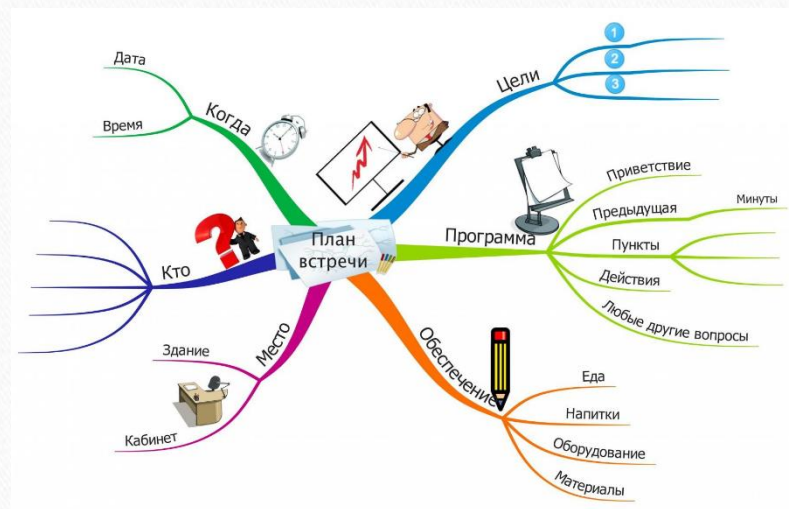 План
встречи
Цели
1
2
3
Программа
Приветствие
Предыдущая
Минуты
Пункты
Действия
Любые другие вопросы
Обеспечение
Еда
Напитки
Оборудование
Материалы
Место
Здание
Кабинет
Кто
Когда
Дата
Время